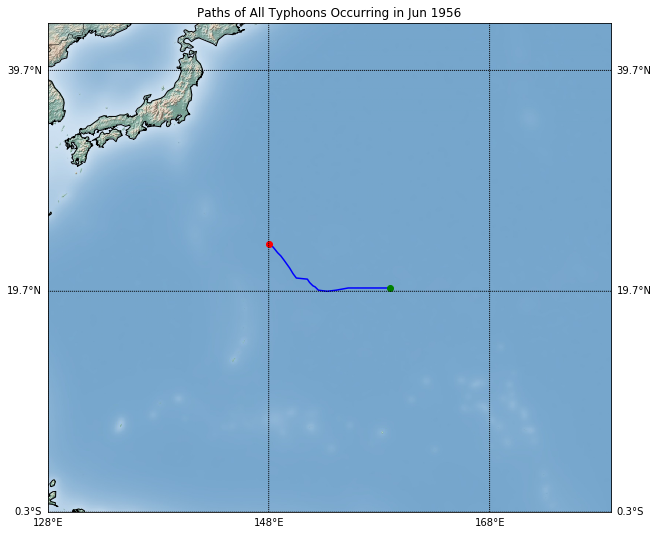 Paths of All Typhoons Occurring in Jun 1956
39.7°N 39.7°N
19.7°N 19.7°N
0.3°S 0.3°S
128°E 148°E 168°E